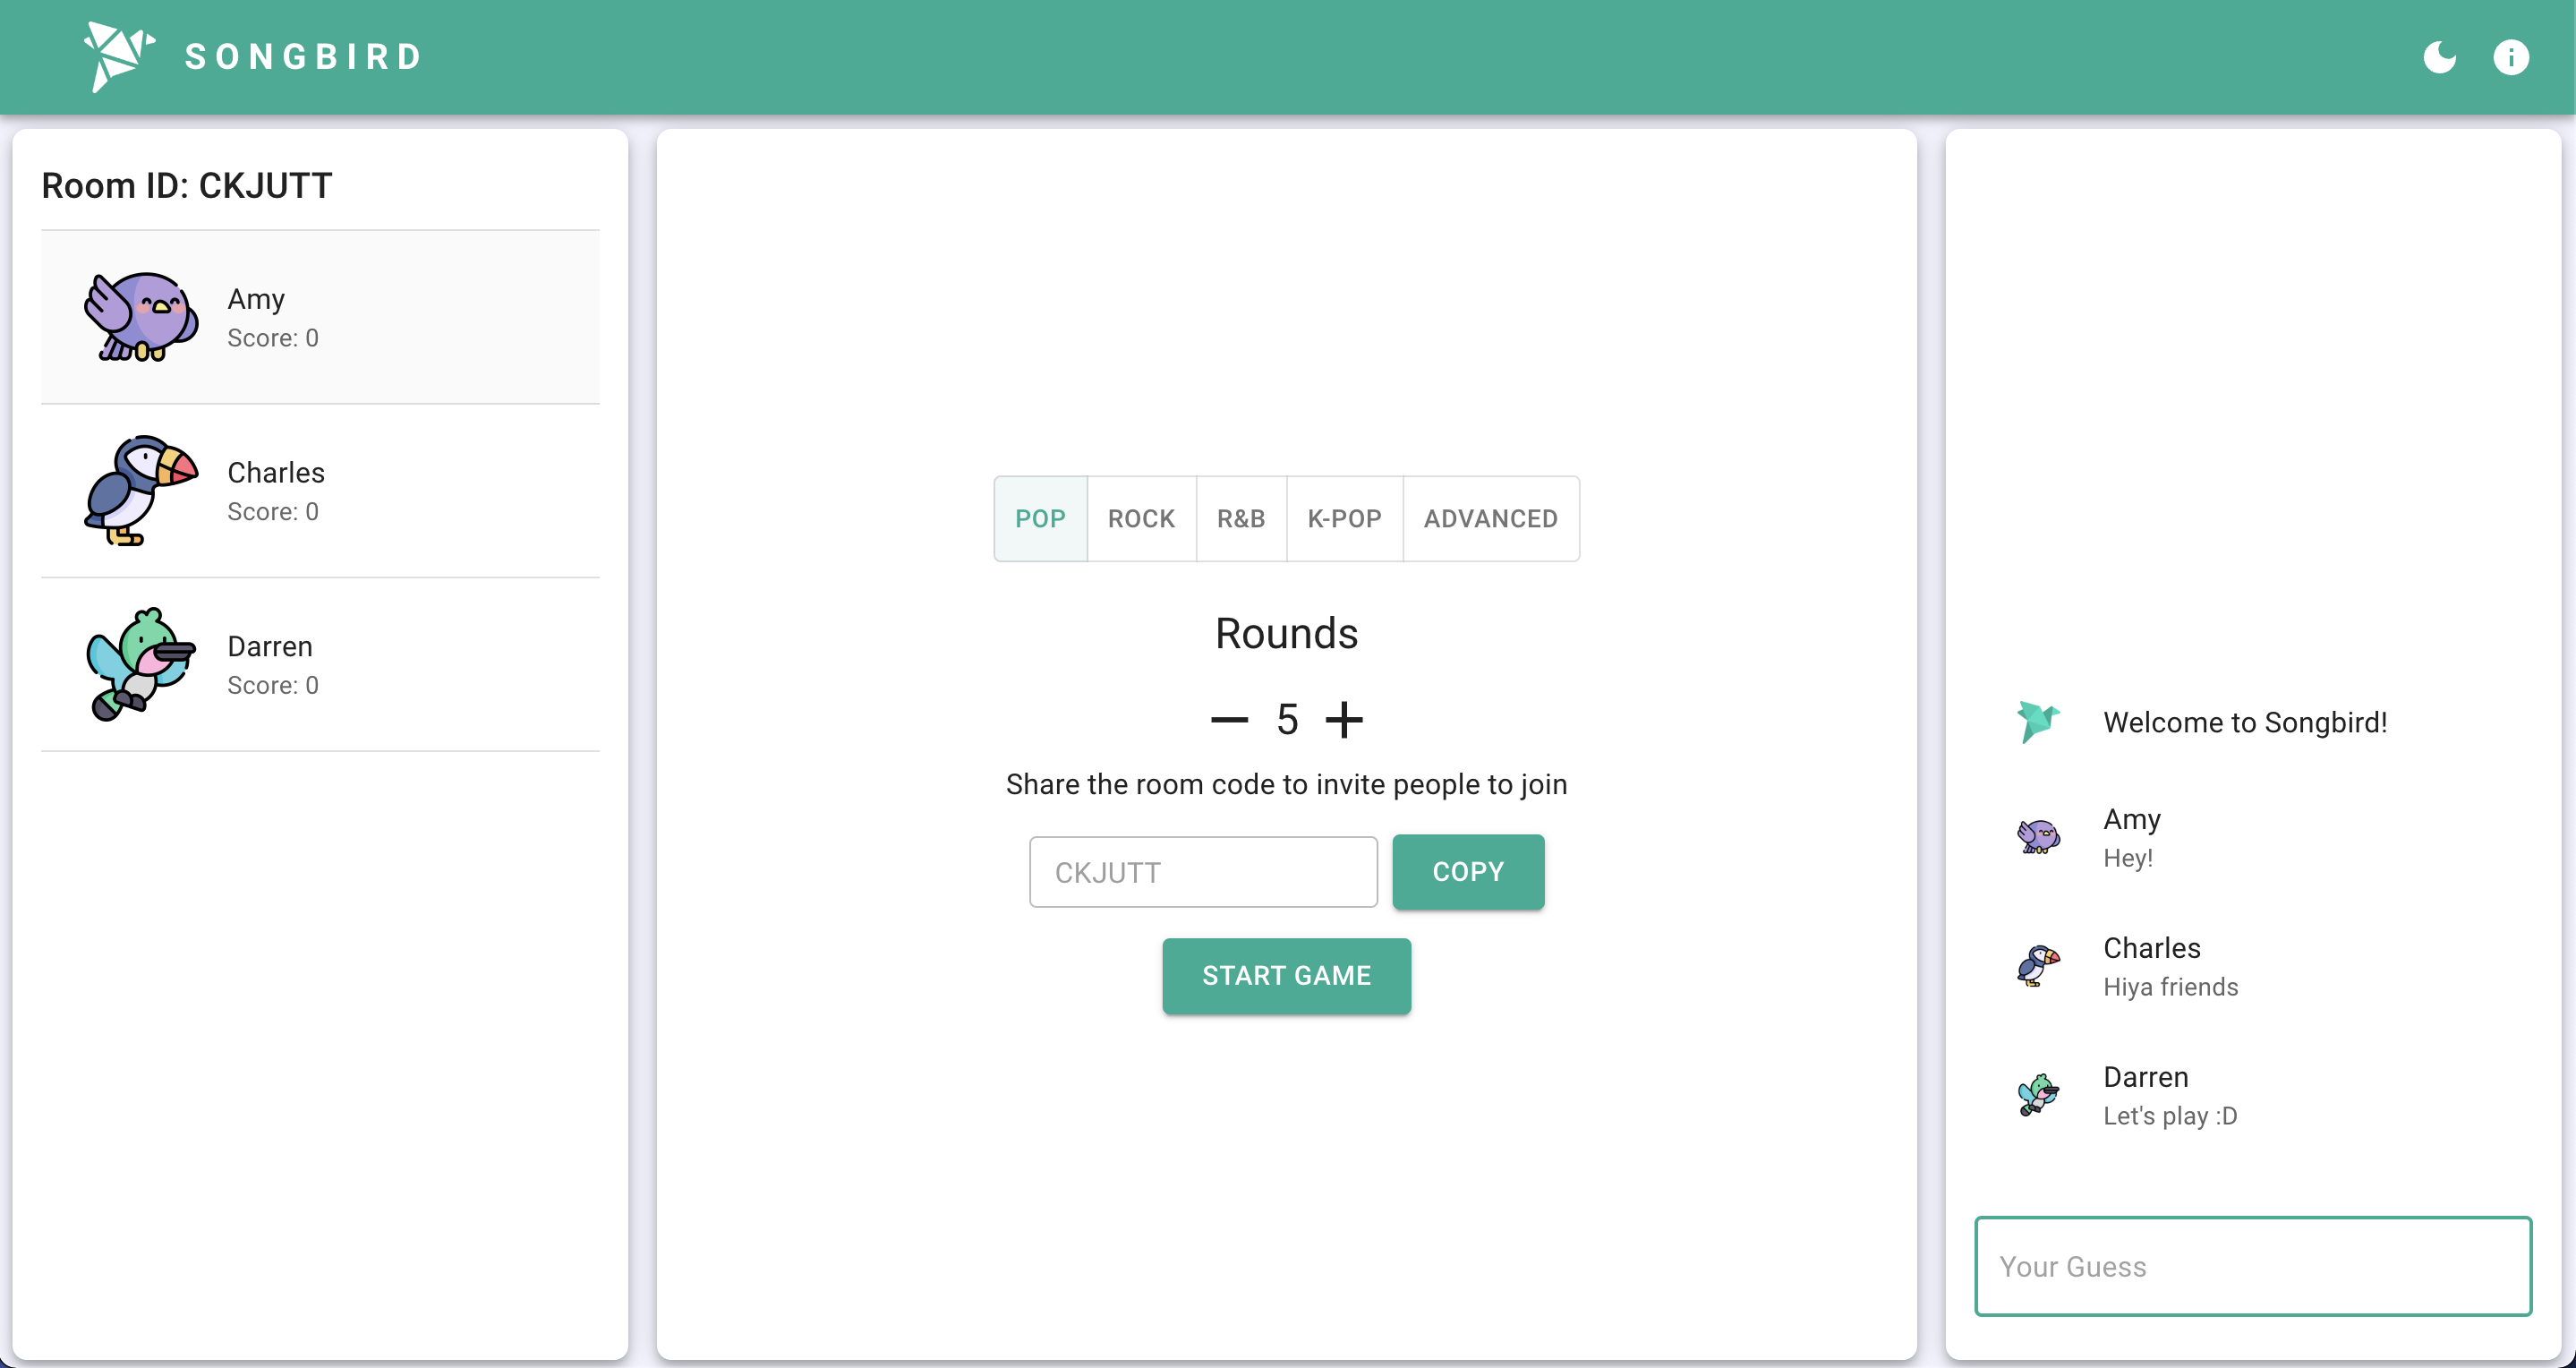 SONGBIRD
Room ID: CKJUTT
Amy
Score: 0
Charles
Score: 0
Darren
Score: 0
POP ROCK R&B K-POP ADVANCED
Rounds
5
Share the room code to invite people to join
CKJUTT COPY
START GAME
Welcome to Songbird!
Amy
Hey!
Charles
Hiya friends
Darren
Let's play :D
Your Guess